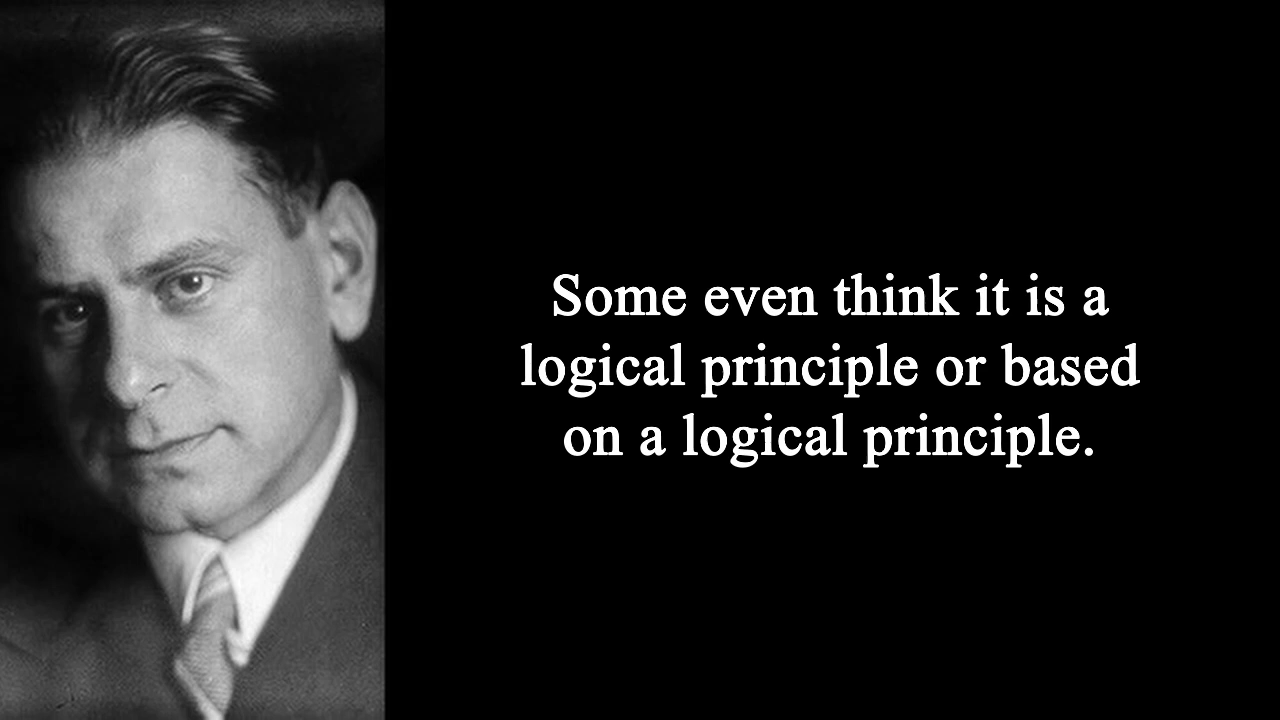 Some even think it is a
logical principle or based
on a logical principle.